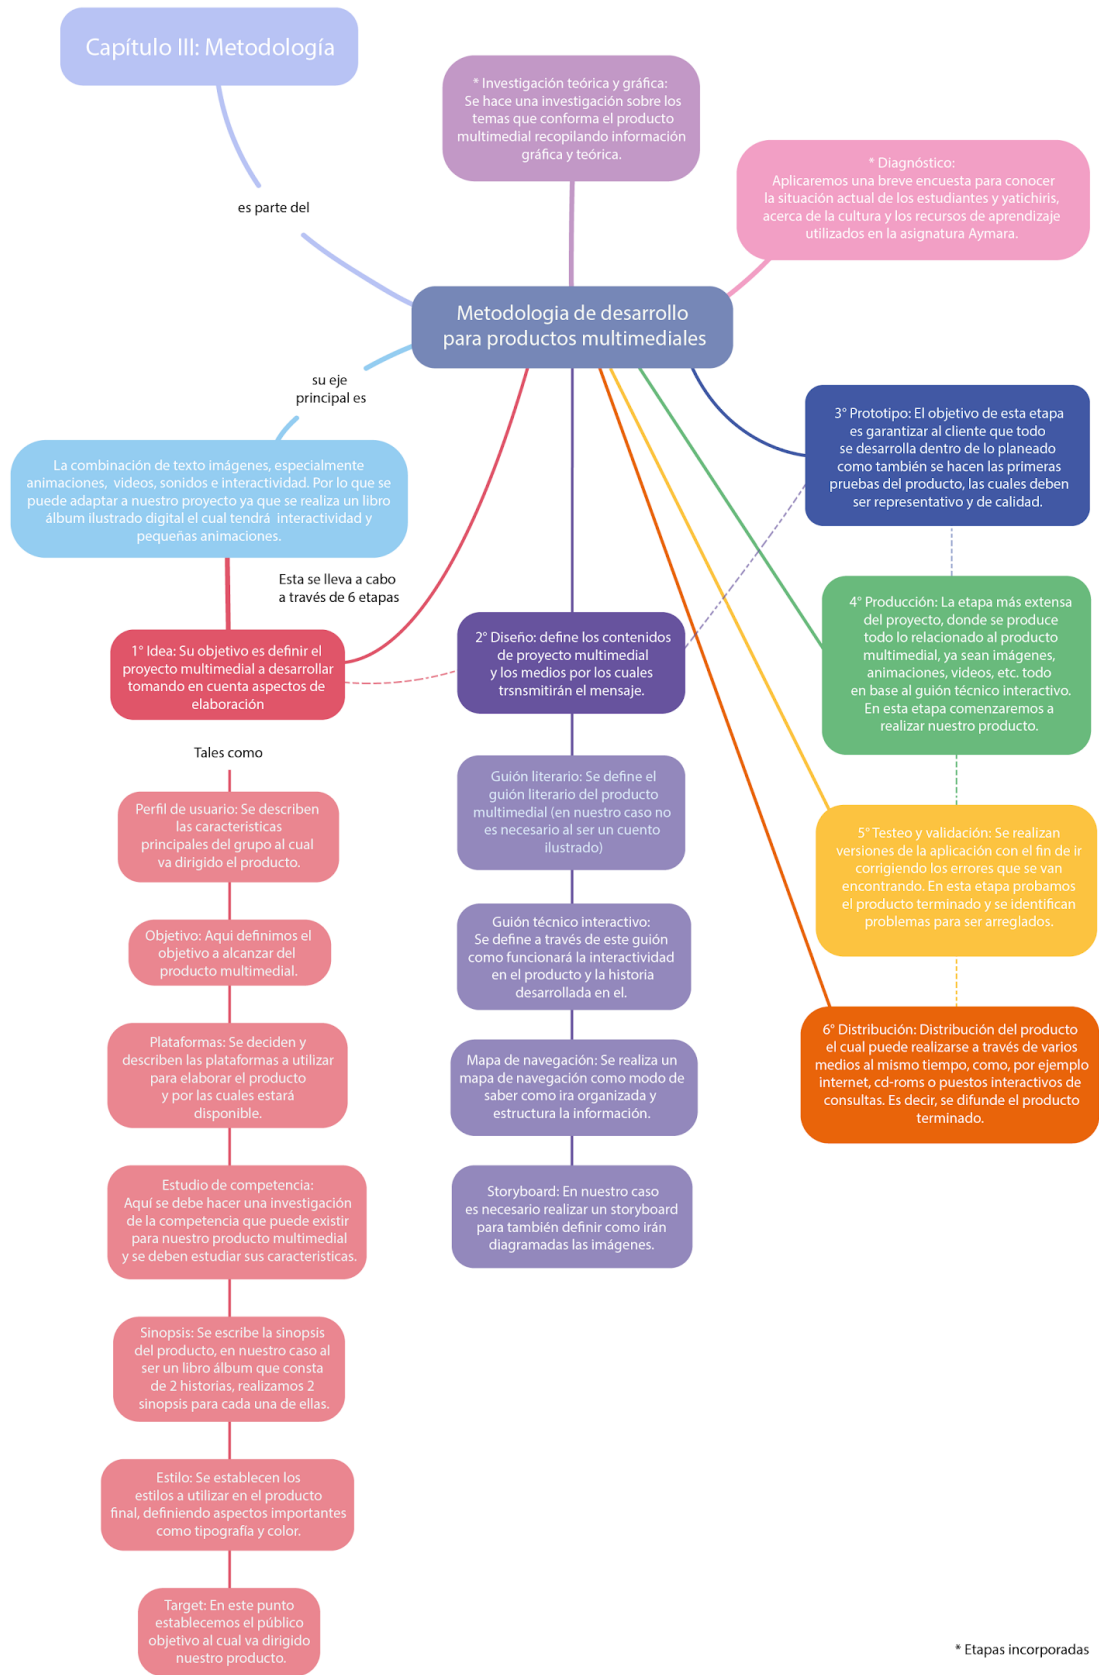 Capítulo III: Metodología
es parte del
* Investigación teórica y gráfica:
Se hace una investigación sobre los
temas que conforma el producto
multimedial recopilando información
gráfica y teórica.
* Diagnóstico:
Aplicaremos una breve encuesta para conocer
la situación actual de los estudiantes y yatichiris,
acerca de la cultura y los recursos de aprendizaje
utilizados en la asignatura Aymara.
Metodologia de desarrollo
para productos multimediales
su eje
principal es
La combinación de texto imágenes, especialmente
animaciones, videos, sonidos e interactividad. Por lo que se
puede adaptar a nuestro proyecto ya que se realiza un libro
álbum ilustrado digital el cual tendrá interactividad y
pequeñas animaciones.
Esta se lleva a cabo
a través de 6 etapas
1° Idea: Su objetivo es definir el
proyecto multimedial a desarrollar
tomando en cuenta aspectos de
elaboración
Tales como
Perfil de usuario: Se describen
las caracteristicas
principales del grupo al cual
va dirigido el producto.
Objetivo: Aqui definimos el
objetivo a alcanzar del
producto multimedial.
Plataformas: Se deciden y
describen las plataformas a utilizar
para elaborar el producto
y por las cuales estará
disponible.
Estudio de competencia:
Aquí se debe hacer una investigación
de la competencia que puede existir
para nuestro producto multimedial
y se deben estudiar sus caracteristicas.
Sinopsis: Se escribe la sinopsis
del producto, en nuestro caso al
ser un libro álbum que consta
de 2 historias, realizamos 2
sinopsis para cada una de ellas.
Estilo: Se establecen los
estilos a utilizar en el producto
final, definiendo aspectos importantes
como tipografía y color.
Target: En este punto
establecemos el público
objetivo al cual va dirigido
nuestro producto.
2° Diseño: define los contenidos
de proyecto multimedial
y los medios por los cuales
trsnsmitirán el mensaje.
Guión literario: Se define el
guión literario del producto
multimedial (en nuestro caso no
es necesario al ser un cuento
ilustrado)
Guión técnico interactivo:
Se define a través de este guión
como funcionará la interactividad
en el producto y la historia
desarrollada en el.
Mapa de navegación: Se realiza un
mapa de navegación como modo de
saber como ira organizada y
estructura la información.
Storyboard: En nuestro caso
es necesario realizar un storyboard
para también definir como irán
diagramadas las imágenes.
3° Prototipo: El objetivo de esta etapa
es garantizar al cliente que todo
se desarrolla dentro de lo planeado
como también se hacen las primeras
pruebas del producto, las cuales deben
ser representativo y de calidad.
4° Producción: La etapa más extensa
del proyecto, donde se produce
todo lo relacionado al producto
multimedial, ya sean imágenes,
animaciones, videos, etc. todo
en base al guión técnico interactivo.
En esta etapa comenzaremos a
realizar nuestro producto.
5° Testeo y validación: Se realizan
versiones de la aplicación con el fin de ir
corrigiendo los errores que se van
encontrando. En esta etapa probamos
el producto terminado y se identifican
problemas para ser arreglados.
6° Distribución: Distribución del producto
el cual puede realizarse a través de varios
medios al mismo tiempo, como, por ejemplo
internet, cd-roms o puestos interactivos de
consultas. Es decir, se difunde el producto
terminado.
* Etapas incorporadas